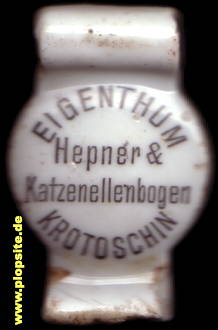 EIGENTHUM
Hepner &
Katzenellenbogen
KROTOSCHIN
www.plopsite.de